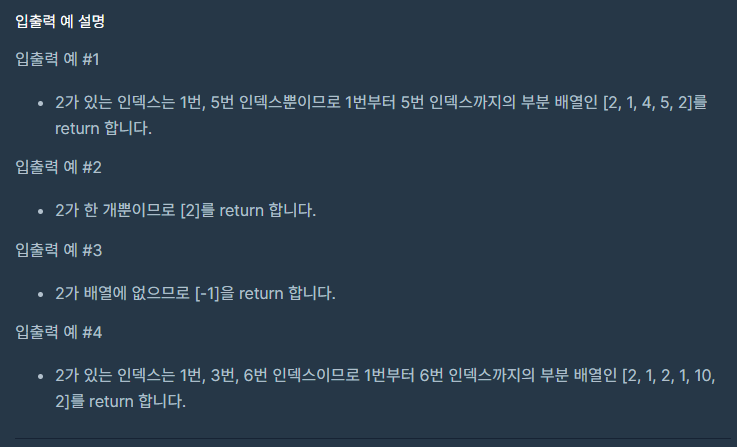 입출력 예 설명
입출력 예 #1
• 2가 있는 인덱스는 1번, 5번 인덱스뿐이므로 1번부터 5번 인덱스까지의 부분 배열인 [2, 1, 4, 5, 2]를
return 합니다.
입출력 예 #2
• 2가 한 개뿐이므로 [2]를 return 합니다.
입출력 예 #3
• 2가 배열에 없으므로 [-1]을 return 합니다.
입출력 예 #4
• 2가 있는 인덱스는 1번, 3번, 6번 인덱스이므로 1번부터 6번 인덱스까지의 부분 배열인 [2, 1, 2, 1, 10,
2]를 return 합니다.